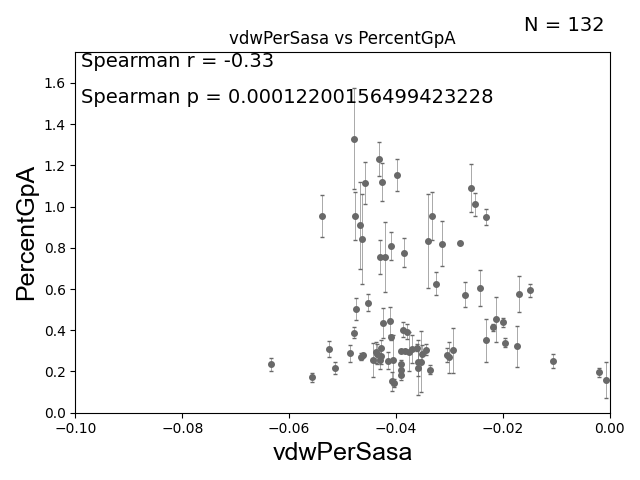 N = 132
vdwPerSasa vs PercentGpA
Spearman r = -0.33
Spearman p = 0.00012200156499423228
PercentGpA
1.6
1.4
1.2
1.0
0.8
0.6
0.4
0.2
0.0
−0.10
−0.08
−0.06
−0.04
−0.02
0.00
vdwPerSasa